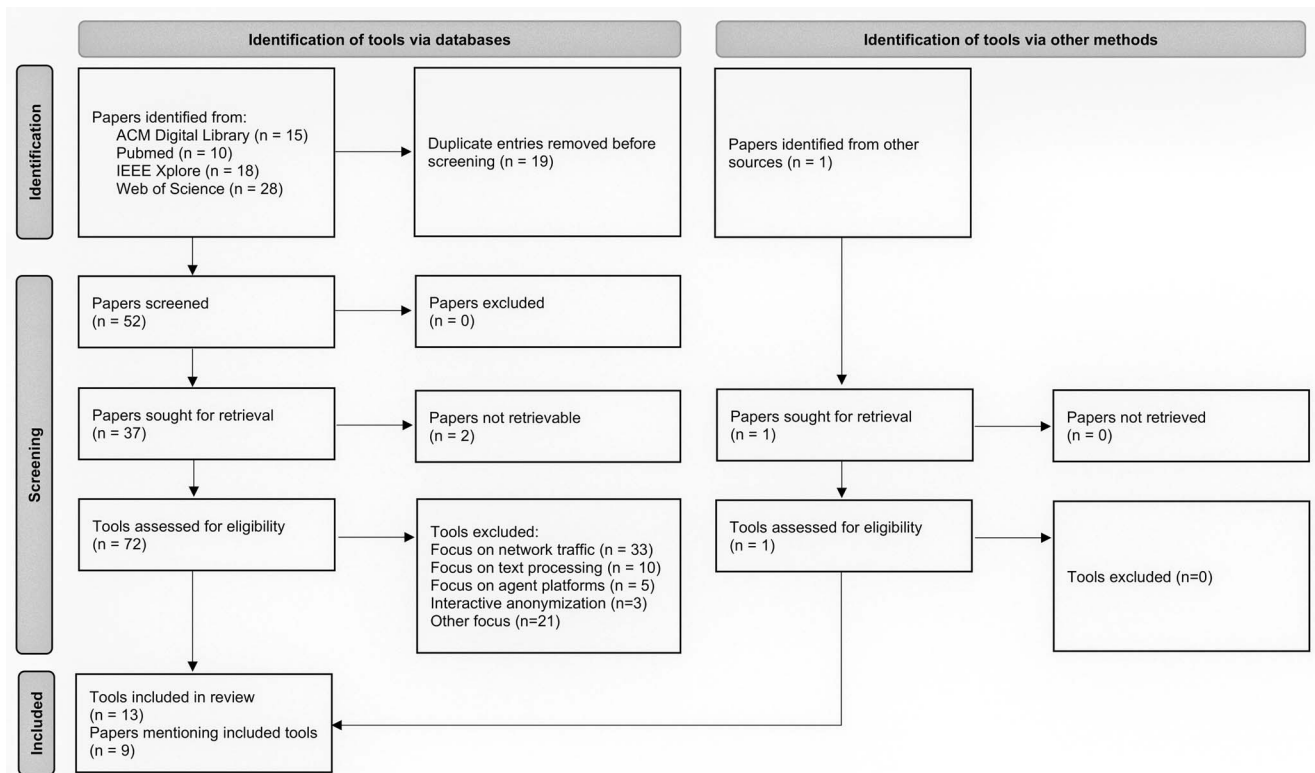 Identification of tools via databases
Identification of tools via other methods
Identification
Papers identified from:
ACM Digital Library (n = 15)
Pubmed (n = 10)
IEEE Xplore (n = 18)
Web of Science (n = 28)
Duplicate entries removed before
screening (n = 19)
Papers identified from other
sources (n = 1)
Screening
Papers screened
(n = 52)
Papers excluded
(n = 0)
Papers sought for retrieval
(n = 37)
Papers not retrievable
(n = 2)
Papers sought for retrieval
(n = 1)
Papers not retrieved
(n = 0)
Tools assessed for eligibility
(n = 72)
Tools excluded:
Focus on network traffic (n = 33)
Focus on text processing (n = 10)
Focus on agent platforms (n = 5)
Interactive anonymization (n=3)
Other focus (n=21)
Tools assessed for eligibility
(n = 1)
Tools excluded (n=0)
Included
Tools included in review
(n = 13)
Papers mentioning included tools
(n = 9)